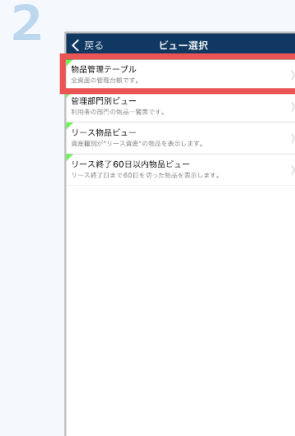 2
戻る ビュー選択
物品管理テーブル
全資産の管理台帳です。
管理部門別ビュー
利用者の部門の物品一覧表です。
リース物品ビュー
資産種別が"リース資産"の物品を表示します。
リース終了60日以内物品ビュー
リース終了日まで60日を切った物品を表示します。